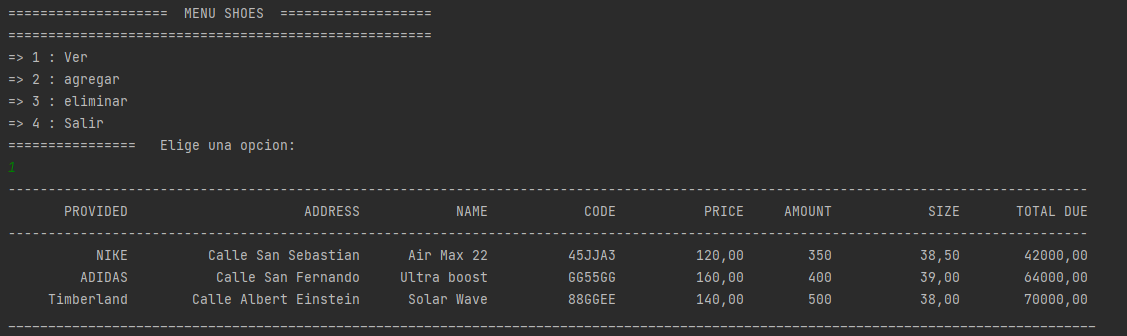 ====================  MENU SHOES  ===================
=====================================================
=> 1 : Ver
=> 2 : agregar
=> 3 : eliminar
=> 4 : Salir
================   Elige una opcion:
1
---------------------------------------------------------------------------------------------------------------------------------------
PROVIDED ADDRESS NAME CODE PRICE AMOUNT SIZE TOTAL DUE
---------------------------------------------------------------------------------------------------------------------------------------
NIKE Calle San Sebastian Air Max 22 45JJA3 120,00 350 38,50 42000,00
ADIDAS Calle San Fernando Ultra boost GG55GG 160,00 400 39,00 64000,00
Timberland Calle Albert Einstein Solar Wave 88GGEE 140,00 500 38,00 70000,00
________________________________________________________________________________________________________________________________________